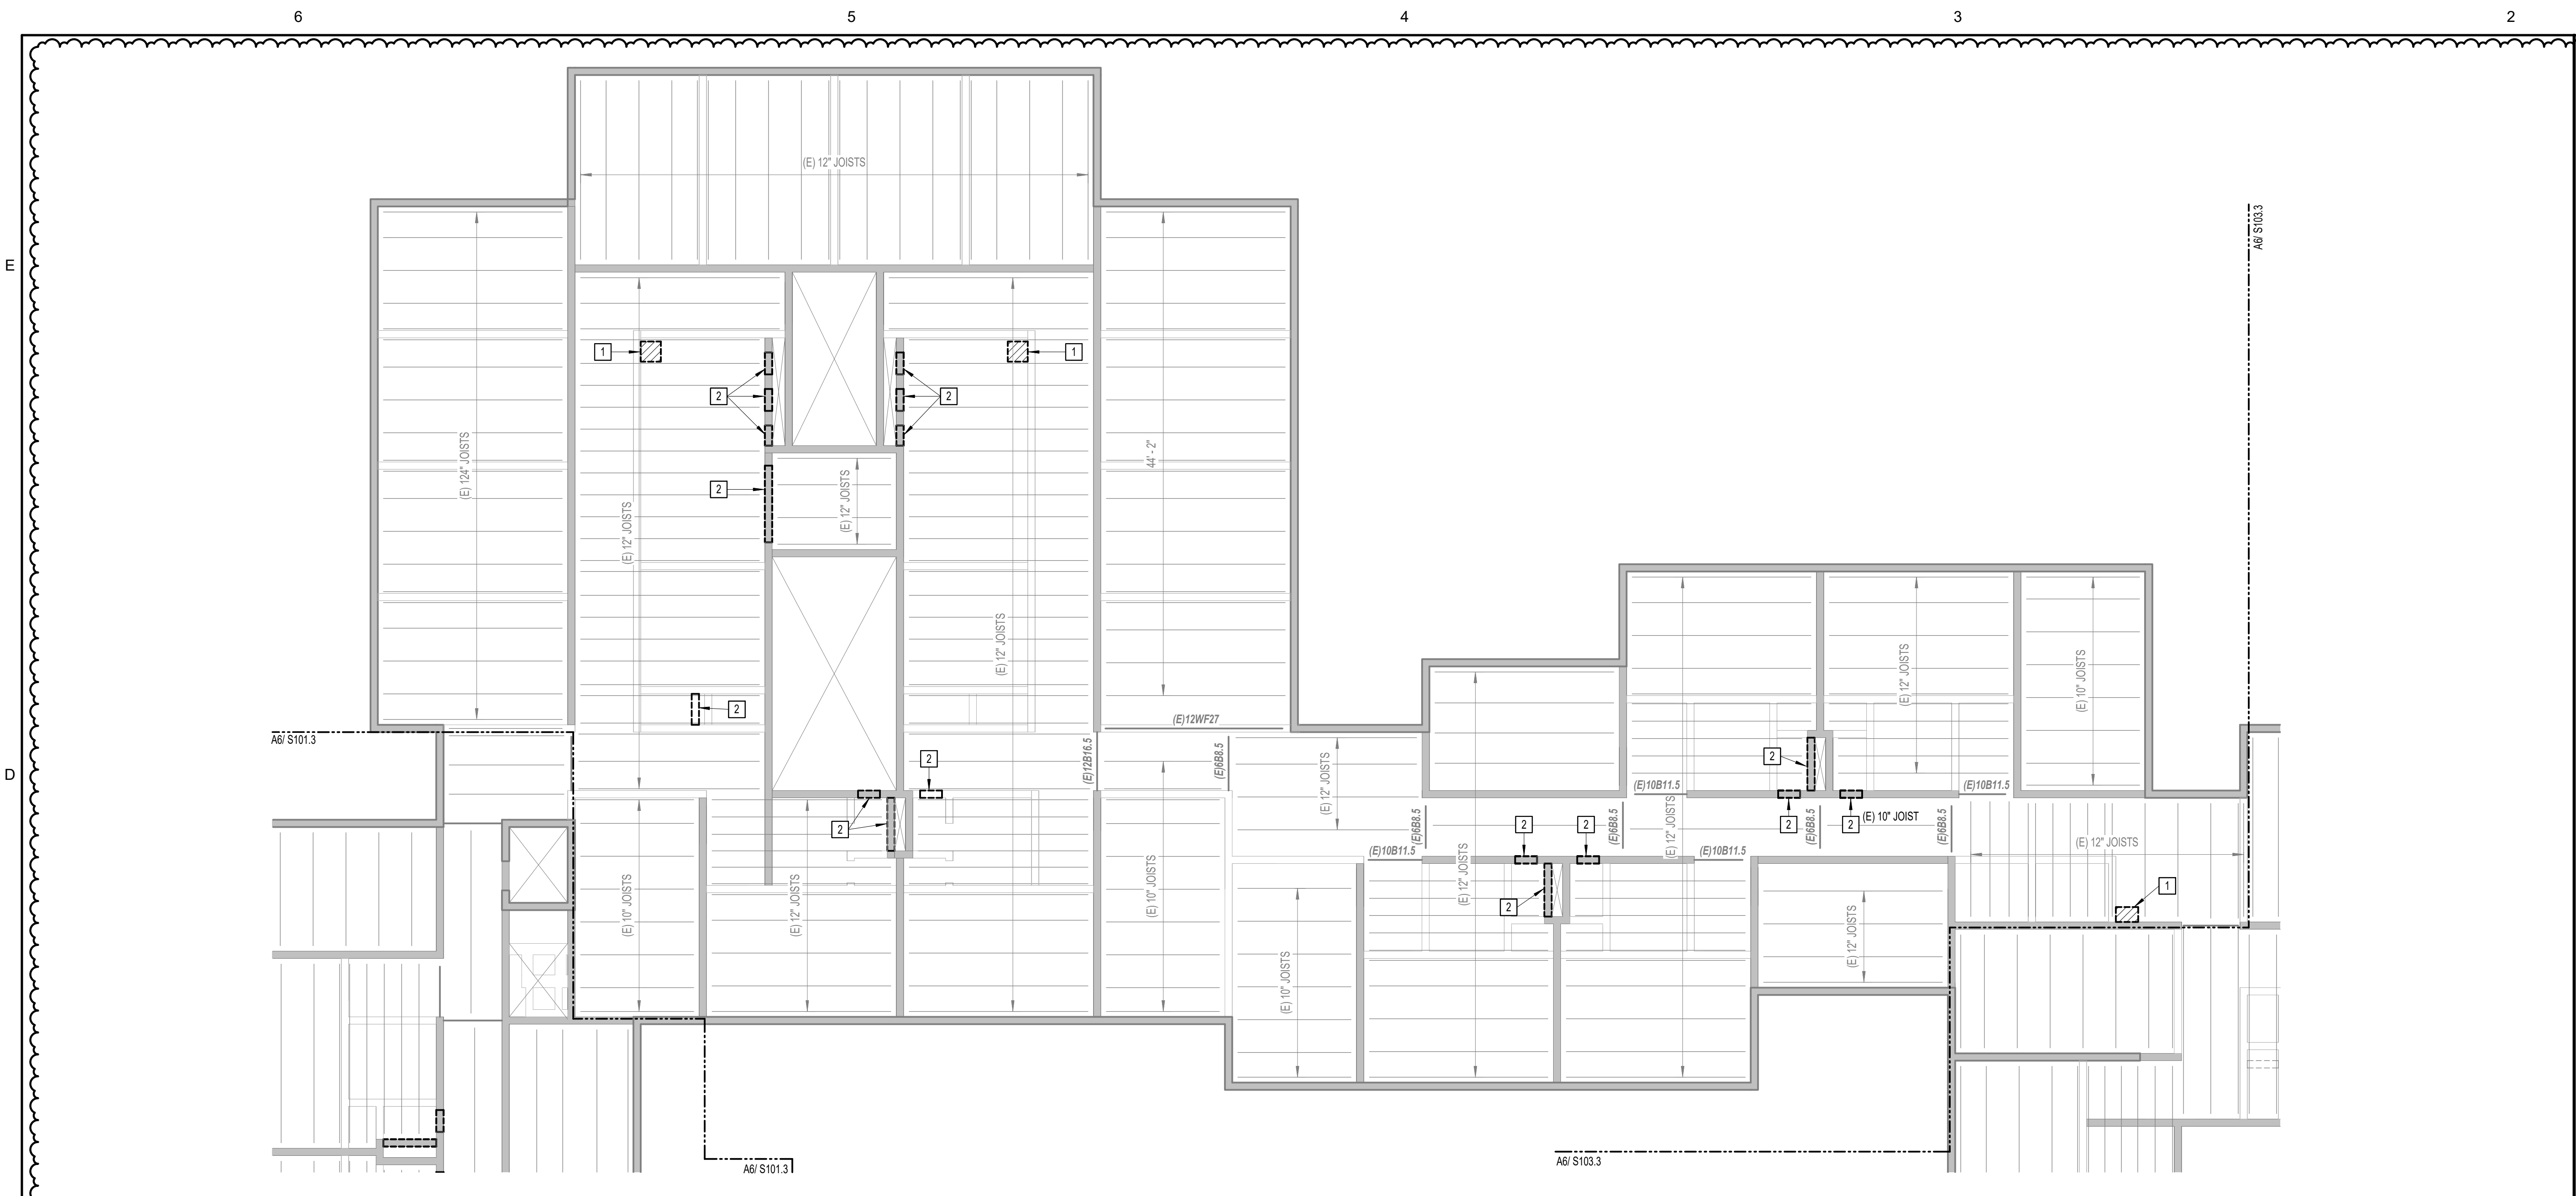 6
5
4
3
2
E
D
(E) 12" JOISTS
A6/ S103.3
1
1
2
2
(E) 124" JOISTS
44' - 2"
2
(E) 12" JOISTS
(E) 12" JOISTS
(E) 12" JOISTS
(E) 12" JOISTS
(E) 10" JOISTS
2
(E)12WF27
A6/ S101.3
(E)12B16.5
(E)6B8.5
2
2
(E) 12" JOISTS
(E)10B11.5
(E)10B11.5
2
(E)6B8.5
2
2
(E)6B8.5
2
(E)6B8.5
2
(E) 10" JOIST
(E)6B8.5
(E) 12" JOISTS
(E) 12" JOISTS
(E)10B11.5
(E)10B11.5
(E) 12" JOISTS
(E) 10" JOISTS
(E) 12" JOISTS
(E) 10" JOISTS
2
1
(E) 12" JOISTS
(E) 10" JOISTS
A6/ S101.3
A6/ S103.3